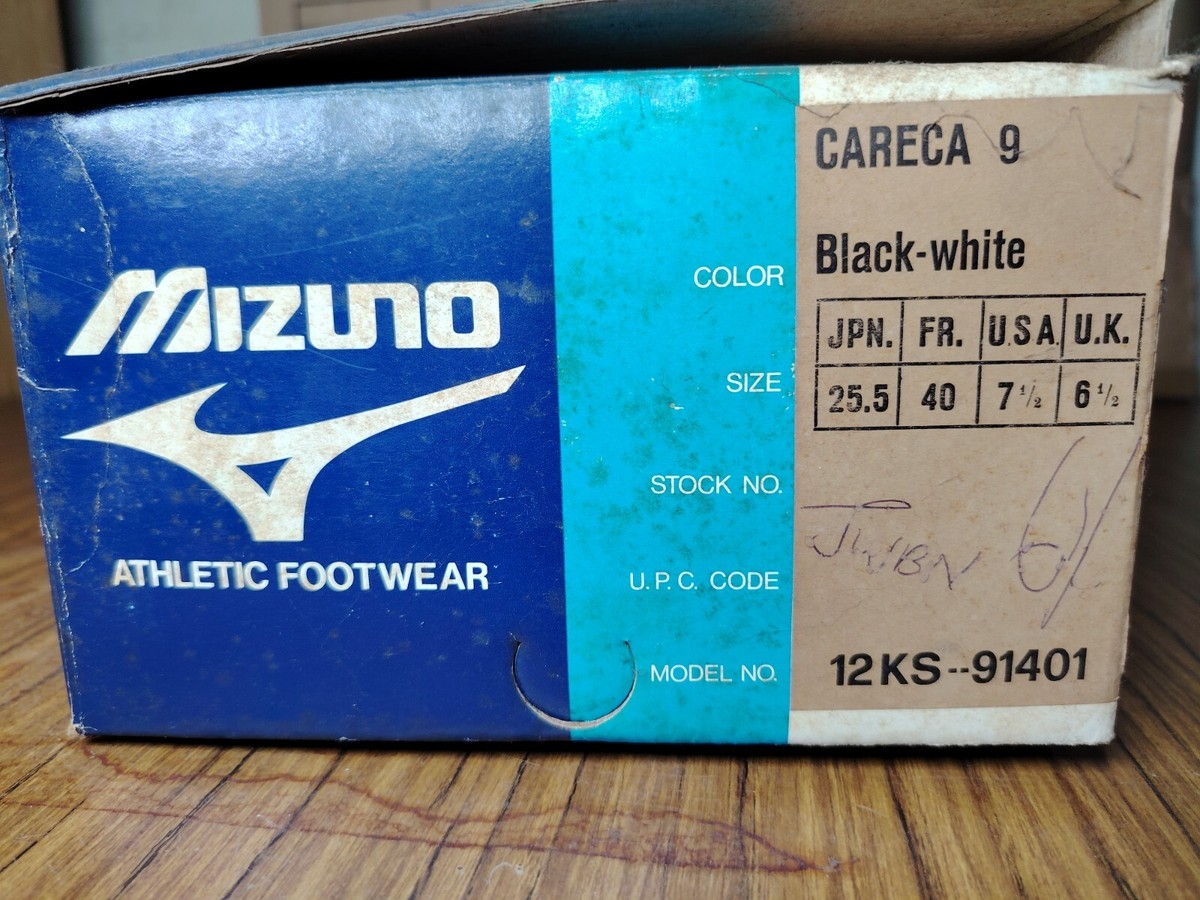 MIZUNO
ATHLETIC FOOTWEAR
COLOR
SIZE
STOCK NO.
U.P.C. CODE
MODEL NO.
CARECA 9
Black-white
JPN. FR. U.S.A. U.K.
25.5 40 7 1/2 6 1/2
12KS--91401